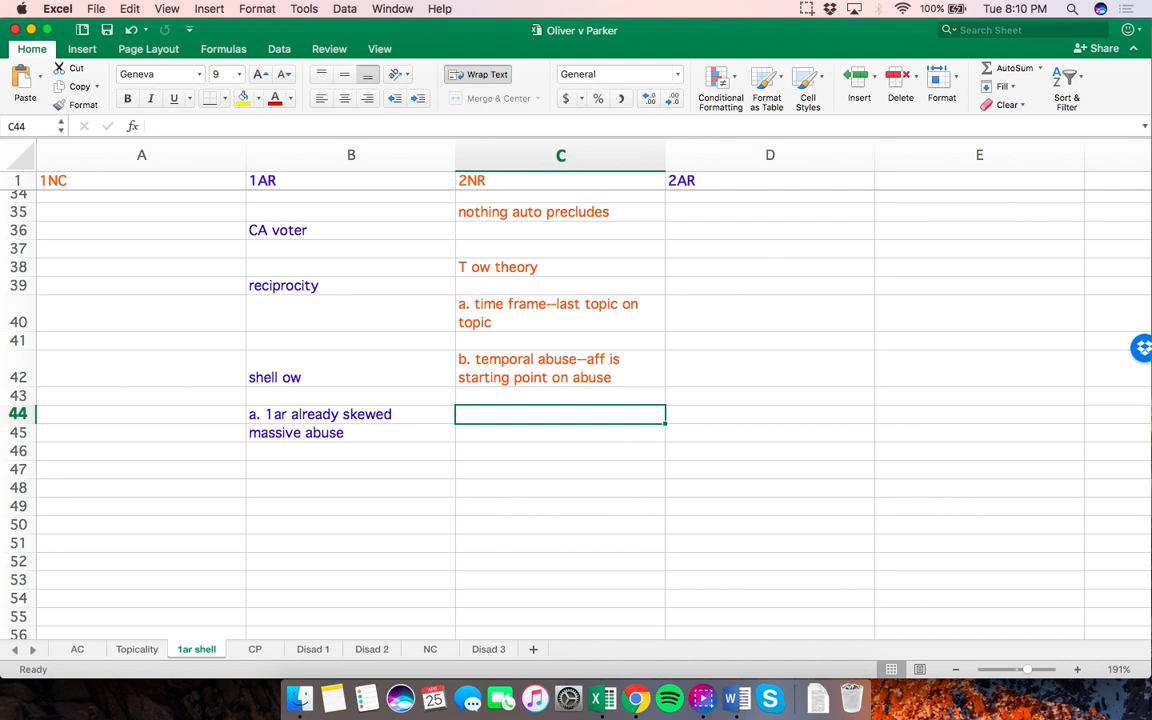 Excel File Edit View Insert Format Tools Data Window Help 100% Tue 8:10 PM
Oliver v Parker
Search Sheet
Home Insert Page Layout Formulas Data Review View Share
Paste Cut Copy Format
Geneva 9
B I U A
Wrap Text
Merge & Center
General
$ %
Conditional Formatting
Format as Table
Cell Styles
Insert Delete Format
AutoSum
Fill
Clear
Sort & Filter
C44 fx
A B C D E
1 1NC 1AR 2NR 2AR
34
35 nothing auto precludes
36 CA voter
37
38 T ow theory
39 reciprocity
40 a. time frame--last topic on
topic
41
42 shell ow b. temporal abuse--aff is
starting point on abuse
43
44 a. 1ar already skewed
45 massive abuse
46
47
48
49
50
51
52
53
54
55
56
AC Topicality 1ar shell CP Disad 1 Disad 2 NC Disad 3 +
Ready 191%
APR
25